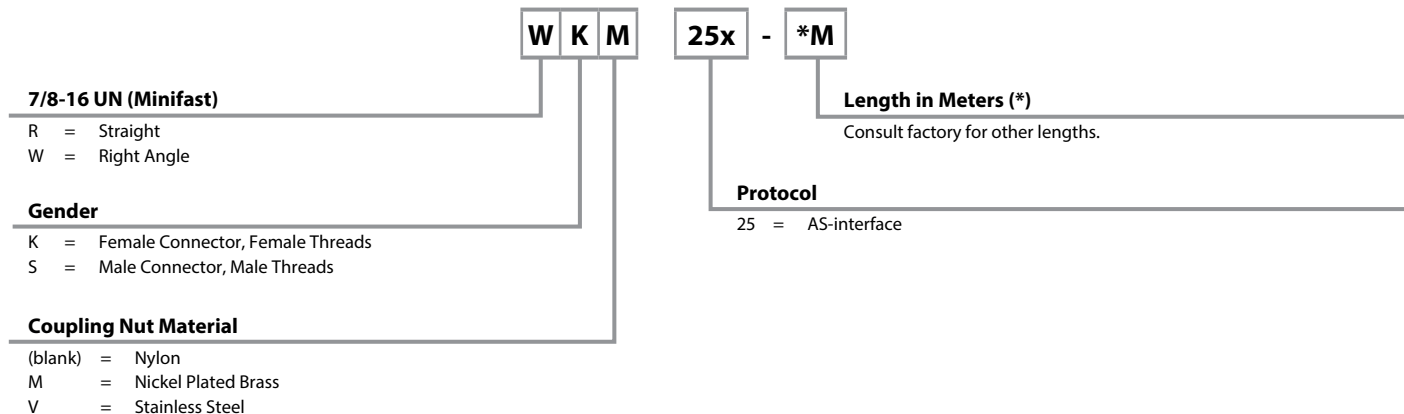 W K M 25x - *M
7/8-16 UN (Minifast)
R = Straight
W = Right Angle
Gender
K = Female Connector, Female Threads
S = Male Connector, Male Threads
Coupling Nut Material
(blank) = Nylon
M = Nickel Plated Brass
V = Stainless Steel
Length in Meters (*)
Consult factory for other lengths.
Protocol
25 = AS-interface